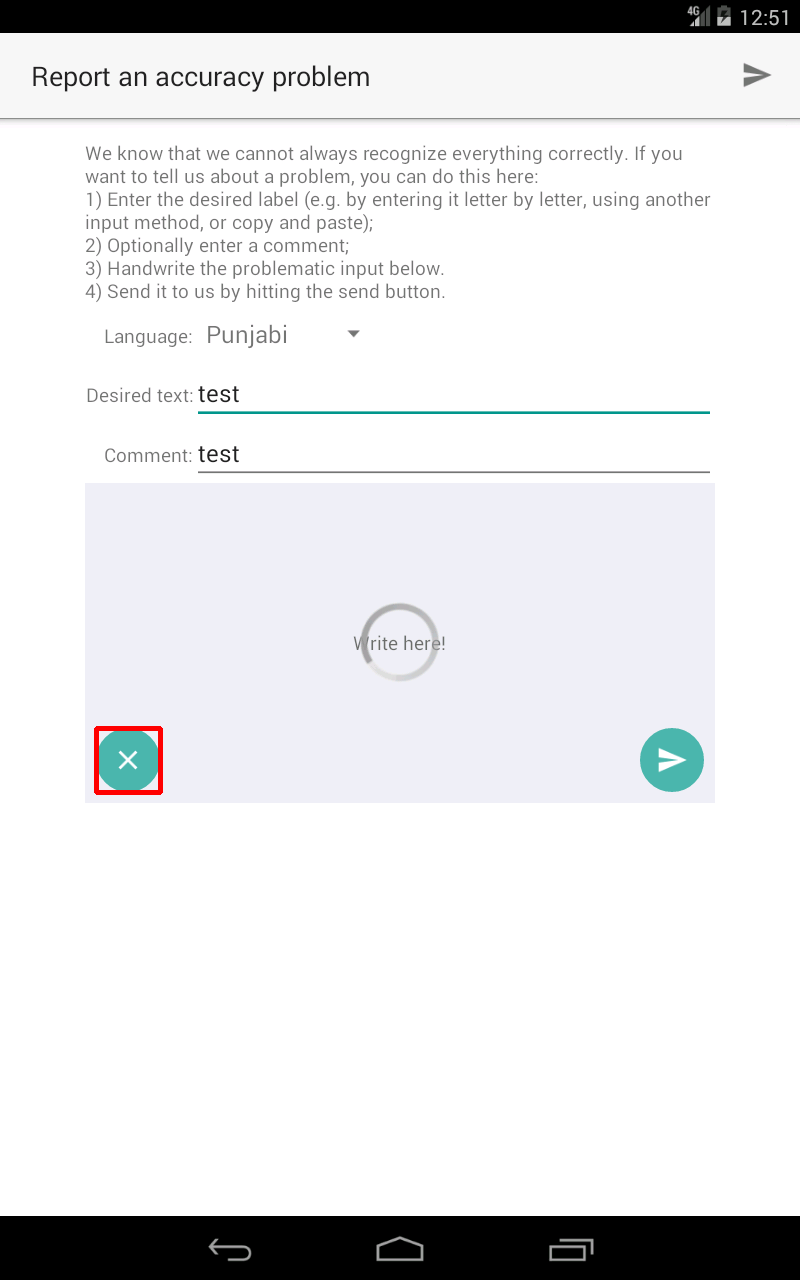 4G 12:51
Report an accuracy problem
We know that we cannot always recognize everything correctly. If you
want to tell us about a problem, you can do this here:
1) Enter the desired label (e.g. by entering it letter by letter, using another
input method, or copy and paste);
2) Optionally enter a comment;
3) Handwrite the problematic input below.
4) Send it to us by hitting the send button.
Language: Punjabi
Desired text: test
Comment: test
Write here!